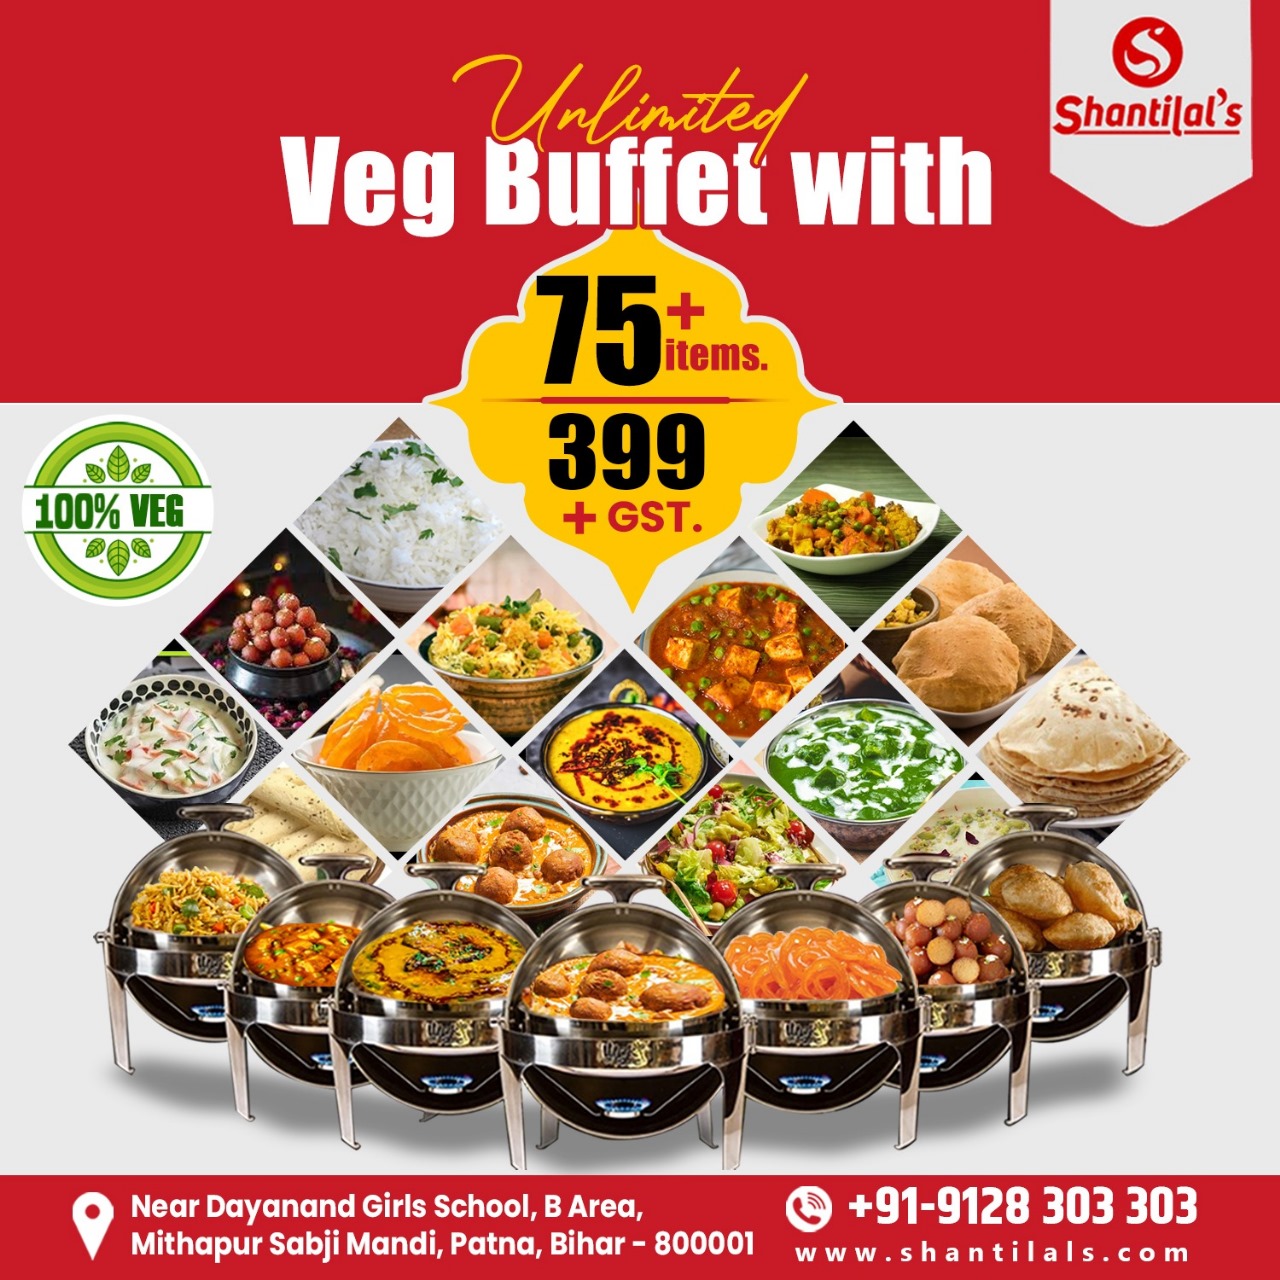 Shantilal's
Unlimited
Veg Buffet with
75+
items.
399
+ GST.
100% VEG
Near Dayanand Girls School, B Area,
Mithapur Sabji Mandi, Patna, Bihar - 800001
+91-9128 303 303
www.shantilals.com